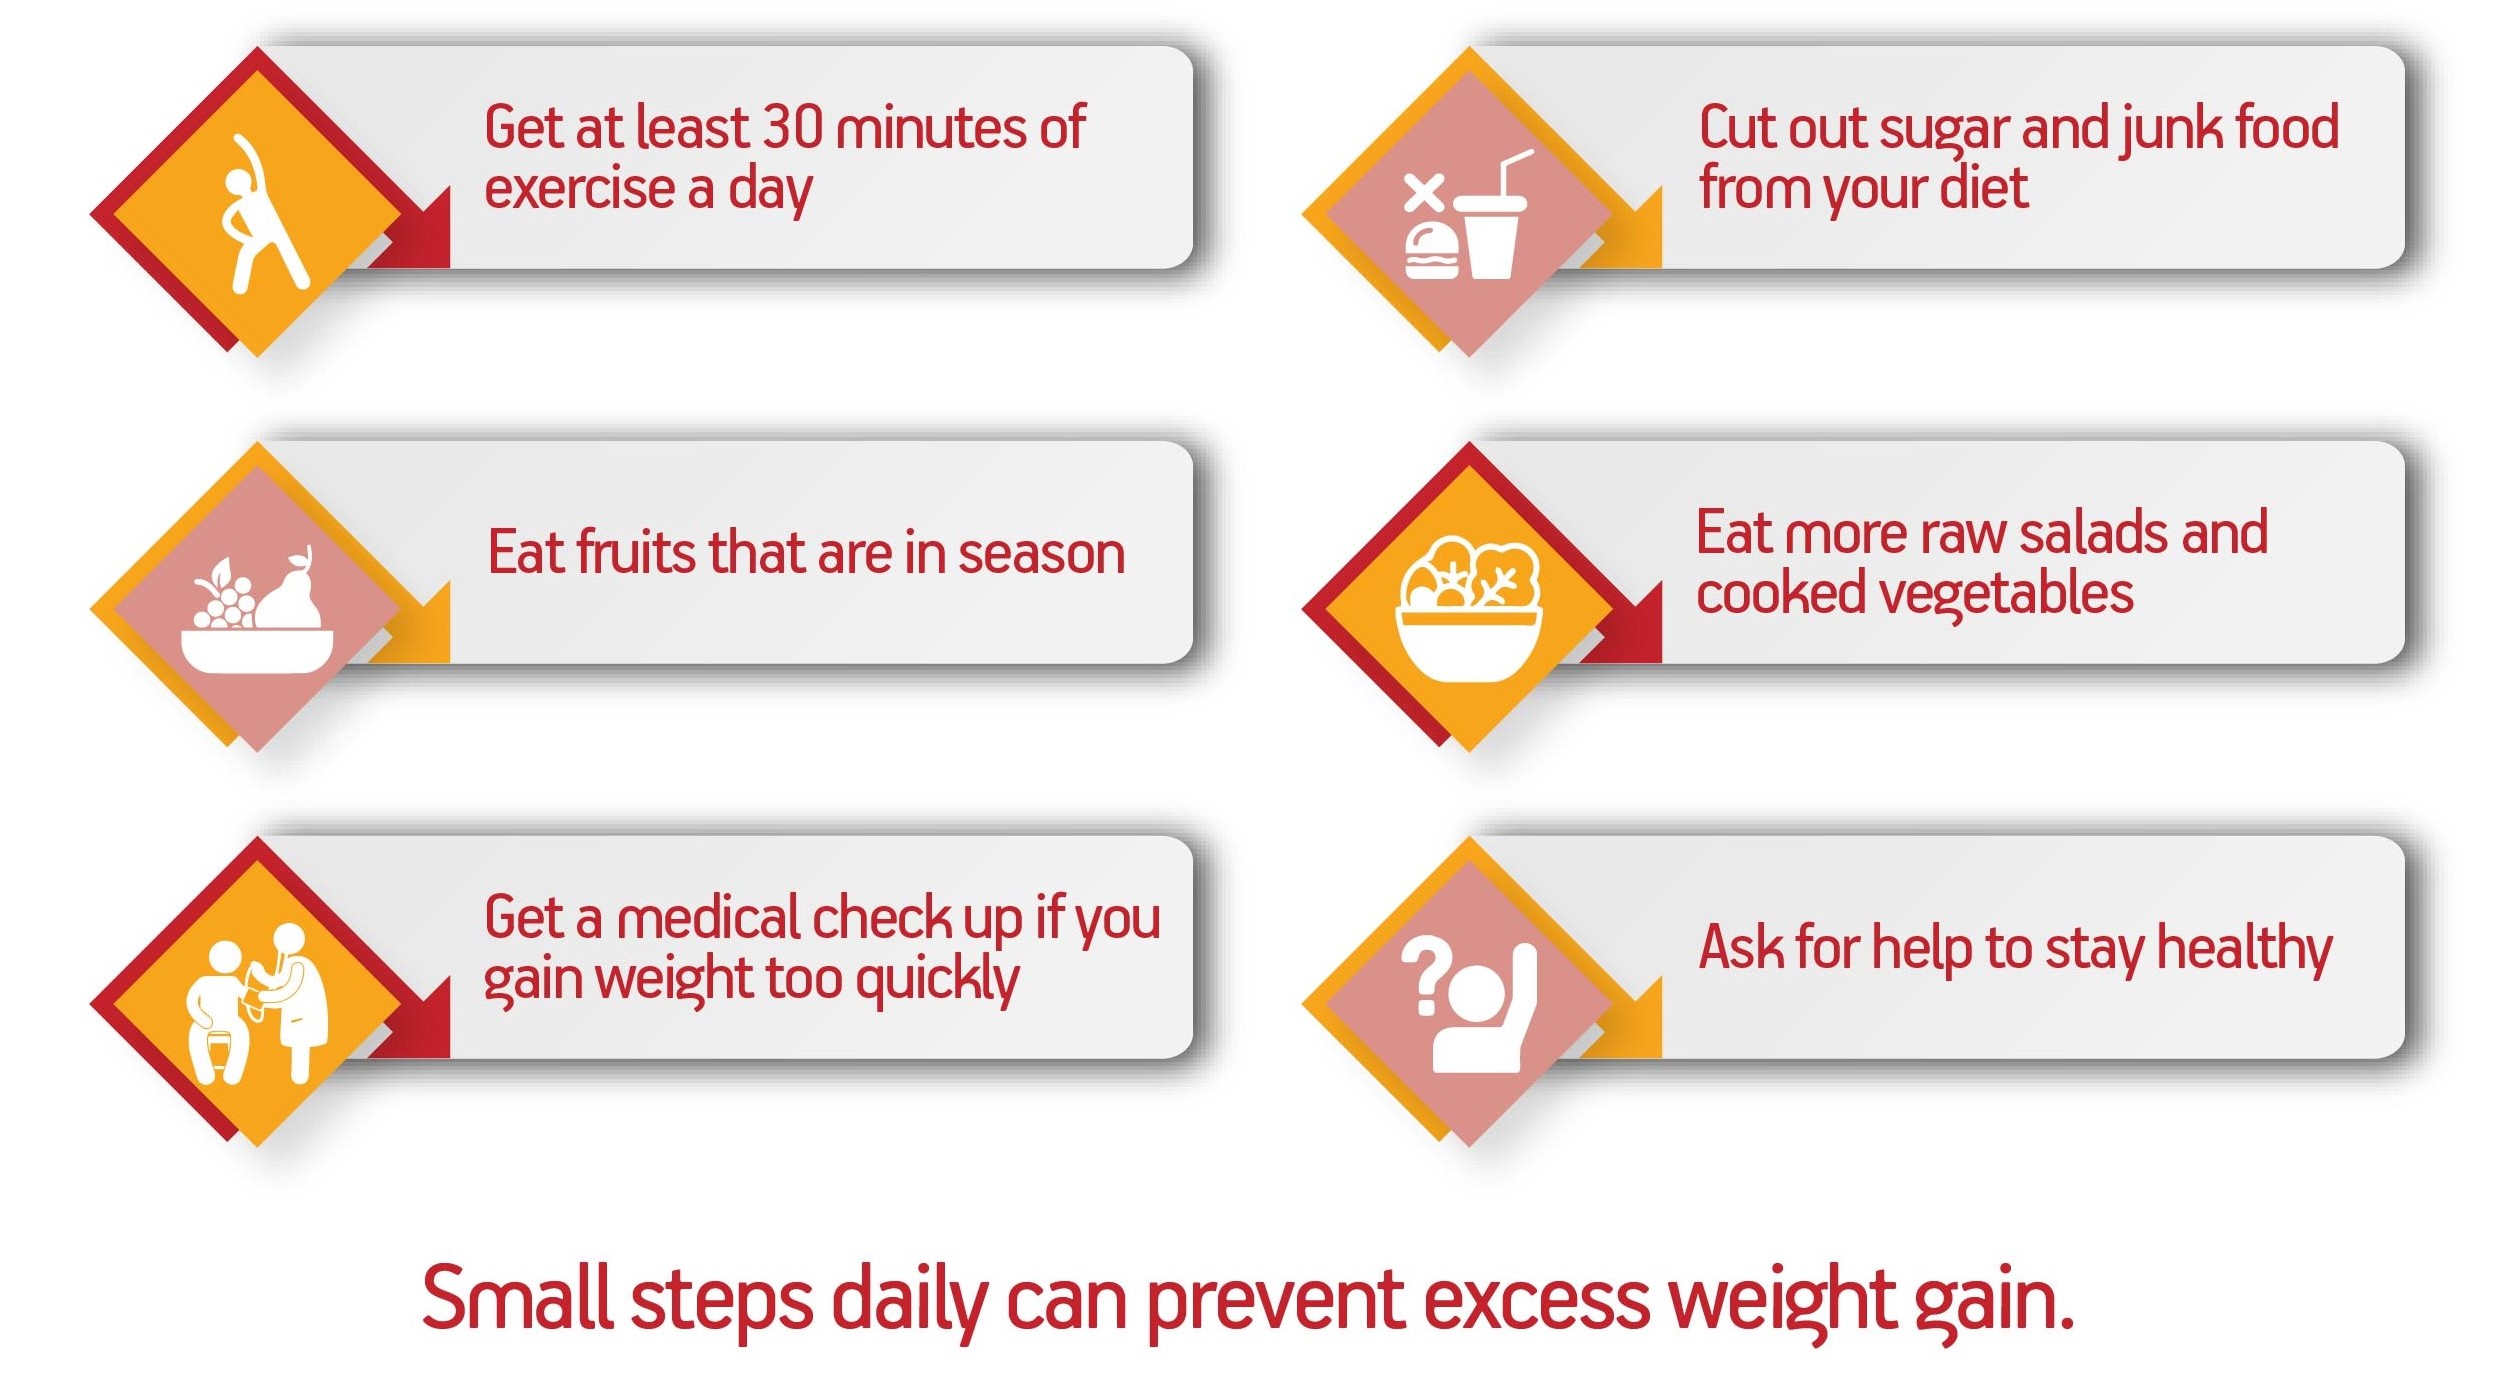 Get at least 30 minutes of
exercise a day
Cut out sugar and junk food
from your diet
Eat fruits that are in season
Eat more raw salads and
cooked vegetables
Get a medical check up if you
gain weight too quickly
Ask for help to stay healthy
Small steps daily can prevent excess weight gain.